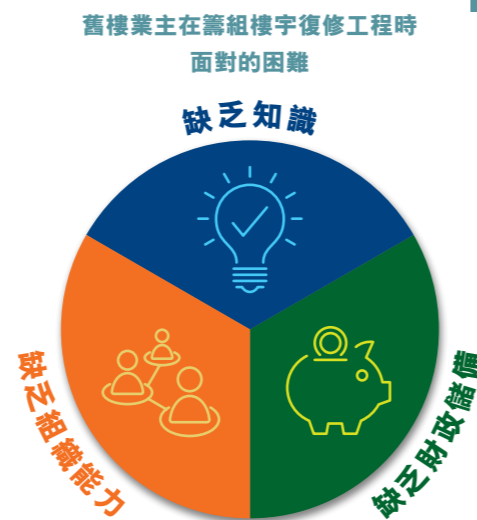 舊樓業主在籌組樓宇復修工程時
面對的困難
缺乏知識
缺乏組織能力
缺乏財政儲備